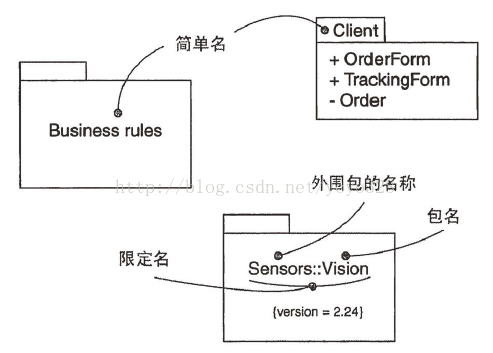 简单名
Client
+ OrderForm
+ TrackingForm
- Order
Business rules
外围包的名称
包名
限定名
Sensors::Vision
{version = 2.24}